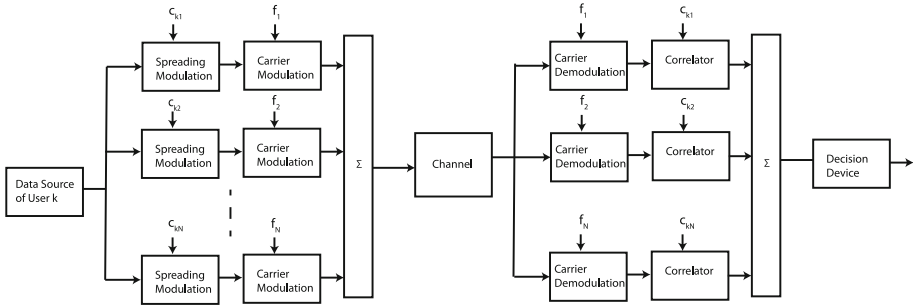 c_k1
f_1
f_1
c_k1
Spreading
Modulation
Carrier
Modulation
Carrier
Demodulation
Correlator
c_k2
f_2
f_2
c_k2
Spreading
Modulation
Carrier
Modulation
Σ
Channel
Carrier
Demodulation
Correlator
Σ
Decision
Device
Data Source
of User k
c_kN
f_N
f_N
c_kN
Spreading
Modulation
Carrier
Modulation
Carrier
Demodulation
Correlator